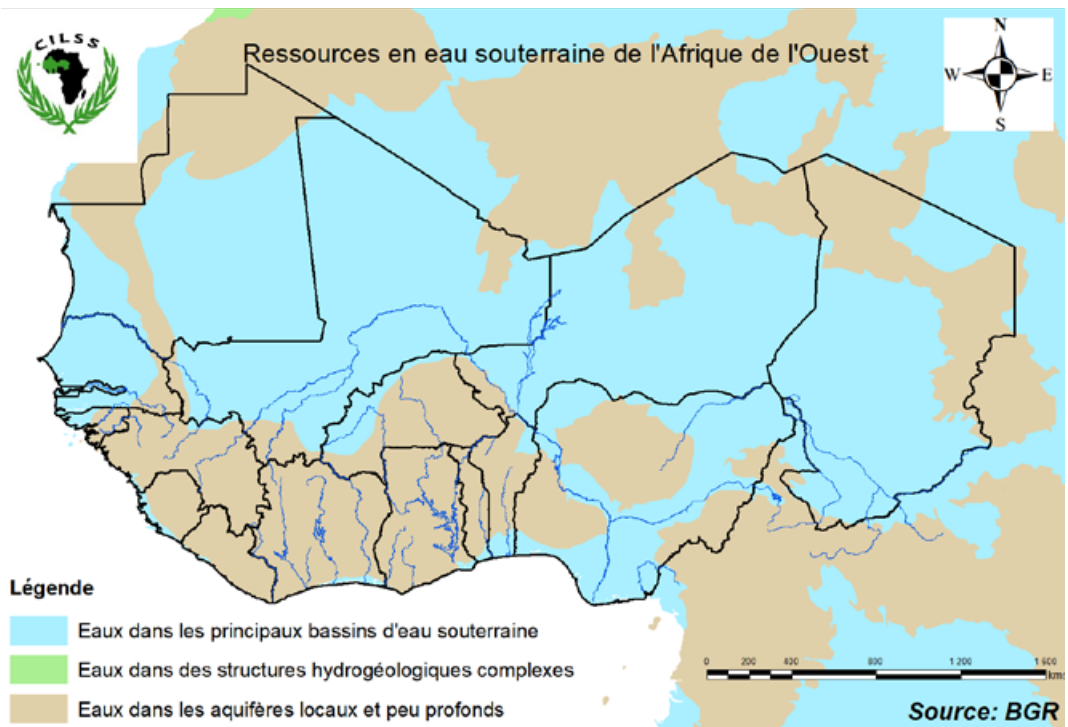 CILSS
Ressources en eau souterraine de l'Afrique de l'Ouest
N
W E
S
Légende
Eaux dans les principaux bassins d'eau souterraine
Eaux dans des structures hydrogéologiques complexes
Eaux dans les aquifères locaux et peu profonds
0 200 400 800 1 200 1 600
kms
Source: BGR